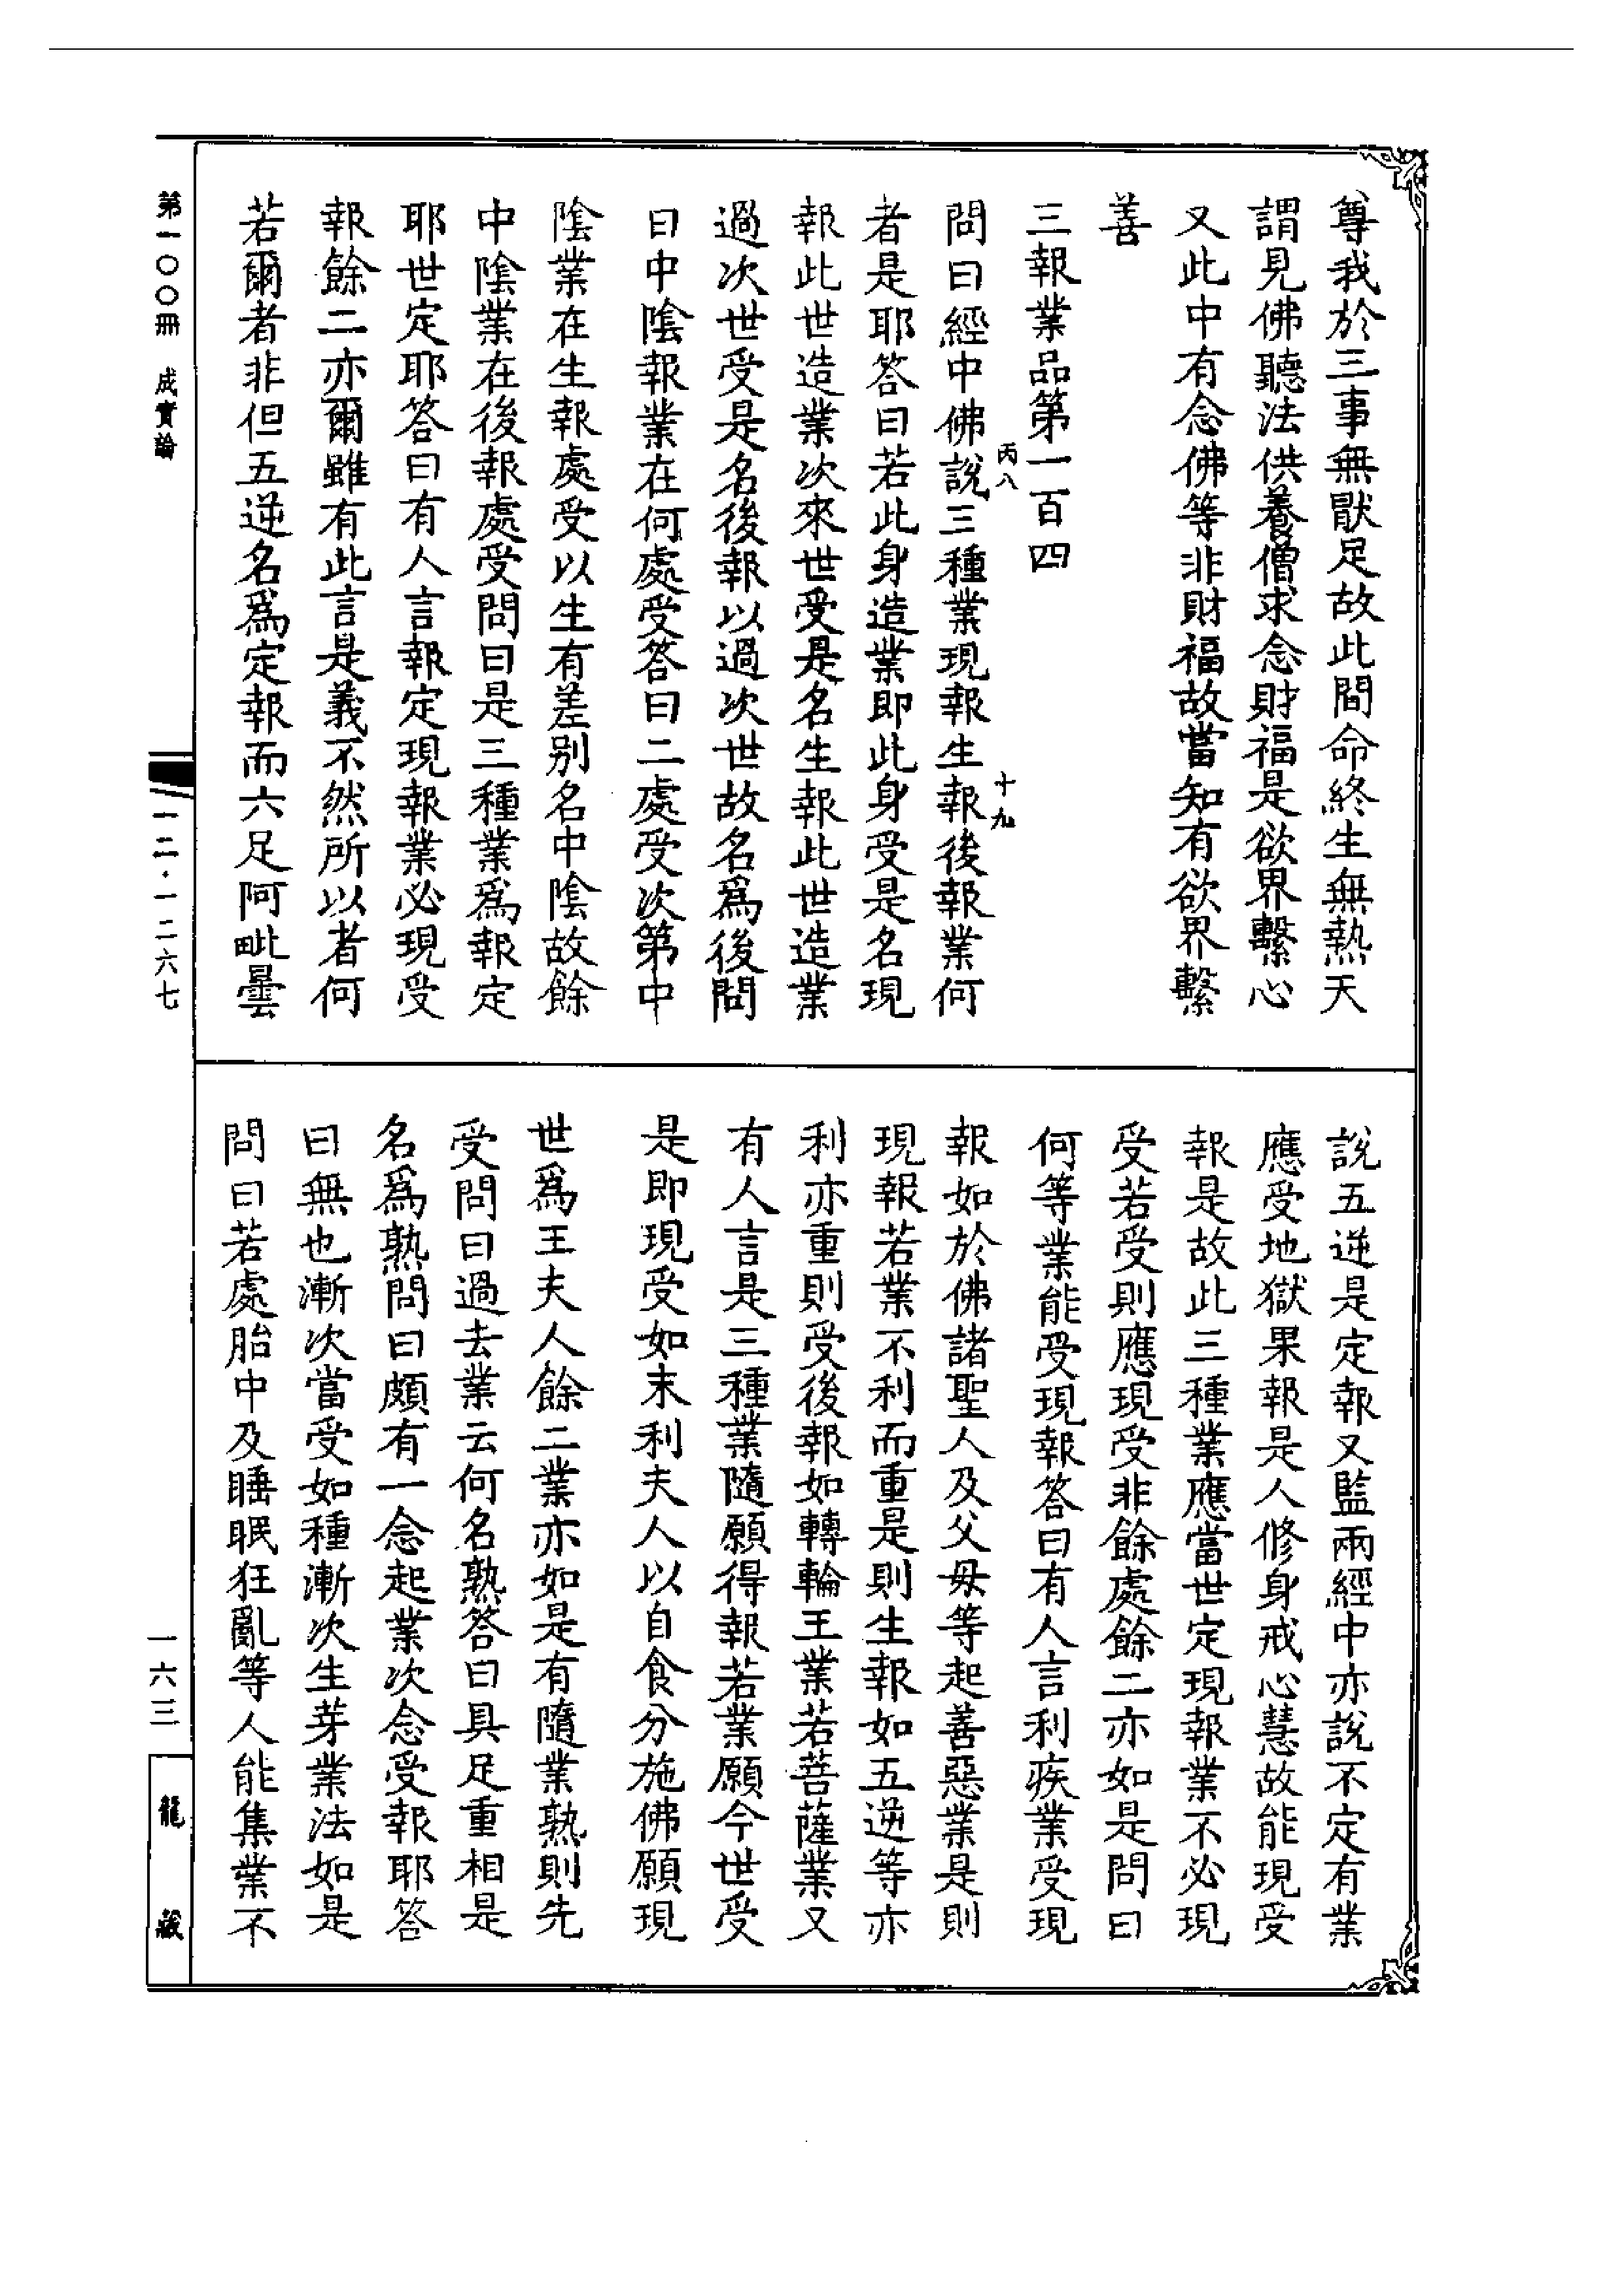 尊我於三事無厭足故此間命終生無熱天
謂見佛聽法供養僧求念財福是欲界繫心
又此中有念佛等非財福故當知有欲界繫
善
三報業品第一百四
丙八
十九
問曰經中佛說三種業現報生報後報業何
者是耶答曰若此身造業即此身受是名現
報此世造業次來世受是名生報此世造業
過次世受是名後報以過次世故名爲後問
曰中陰報業在何處受答曰二處受次第中
陰業在生報處受以生有差别名中陰故餘
中陰業在後報處受問曰是三種業爲報定
耶世定耶答曰有人言報定現報業必現受
報餘二亦爾雖有此言是義不然所以者何
若爾者非但五逆名爲定報而六足阿毗曇
說五逆是定報又監兩經中亦說不定有業
應受地獄果報是人修身戒心慧故能現受
報是故此三種業應當世定現報業不必現
受若受則應現受非餘處餘二亦如是問曰
何等業能受現報答曰有人言利疾業受現
報如於佛諸聖人及父母等起善惡業是則
現報若業不利而重是則生報如五逆等亦
利亦重則受後報如轉輪王業若菩薩業又
有人言是三種業隨願得報若業願今世受
是即現受如末利夫人以自食分施佛願現
世爲王夫人餘二業亦如是有隨業熟則先
受問曰過去業云何名熟答曰具足重相是
名爲熟問曰頗有一念起業次念受報耶答
曰無也漸次當受如種漸次生芽業法如是
問曰若處胎中及睡眠狂亂等人能集業不
第一〇〇冊 成實論
一二·一二六七
一六三
龍藏